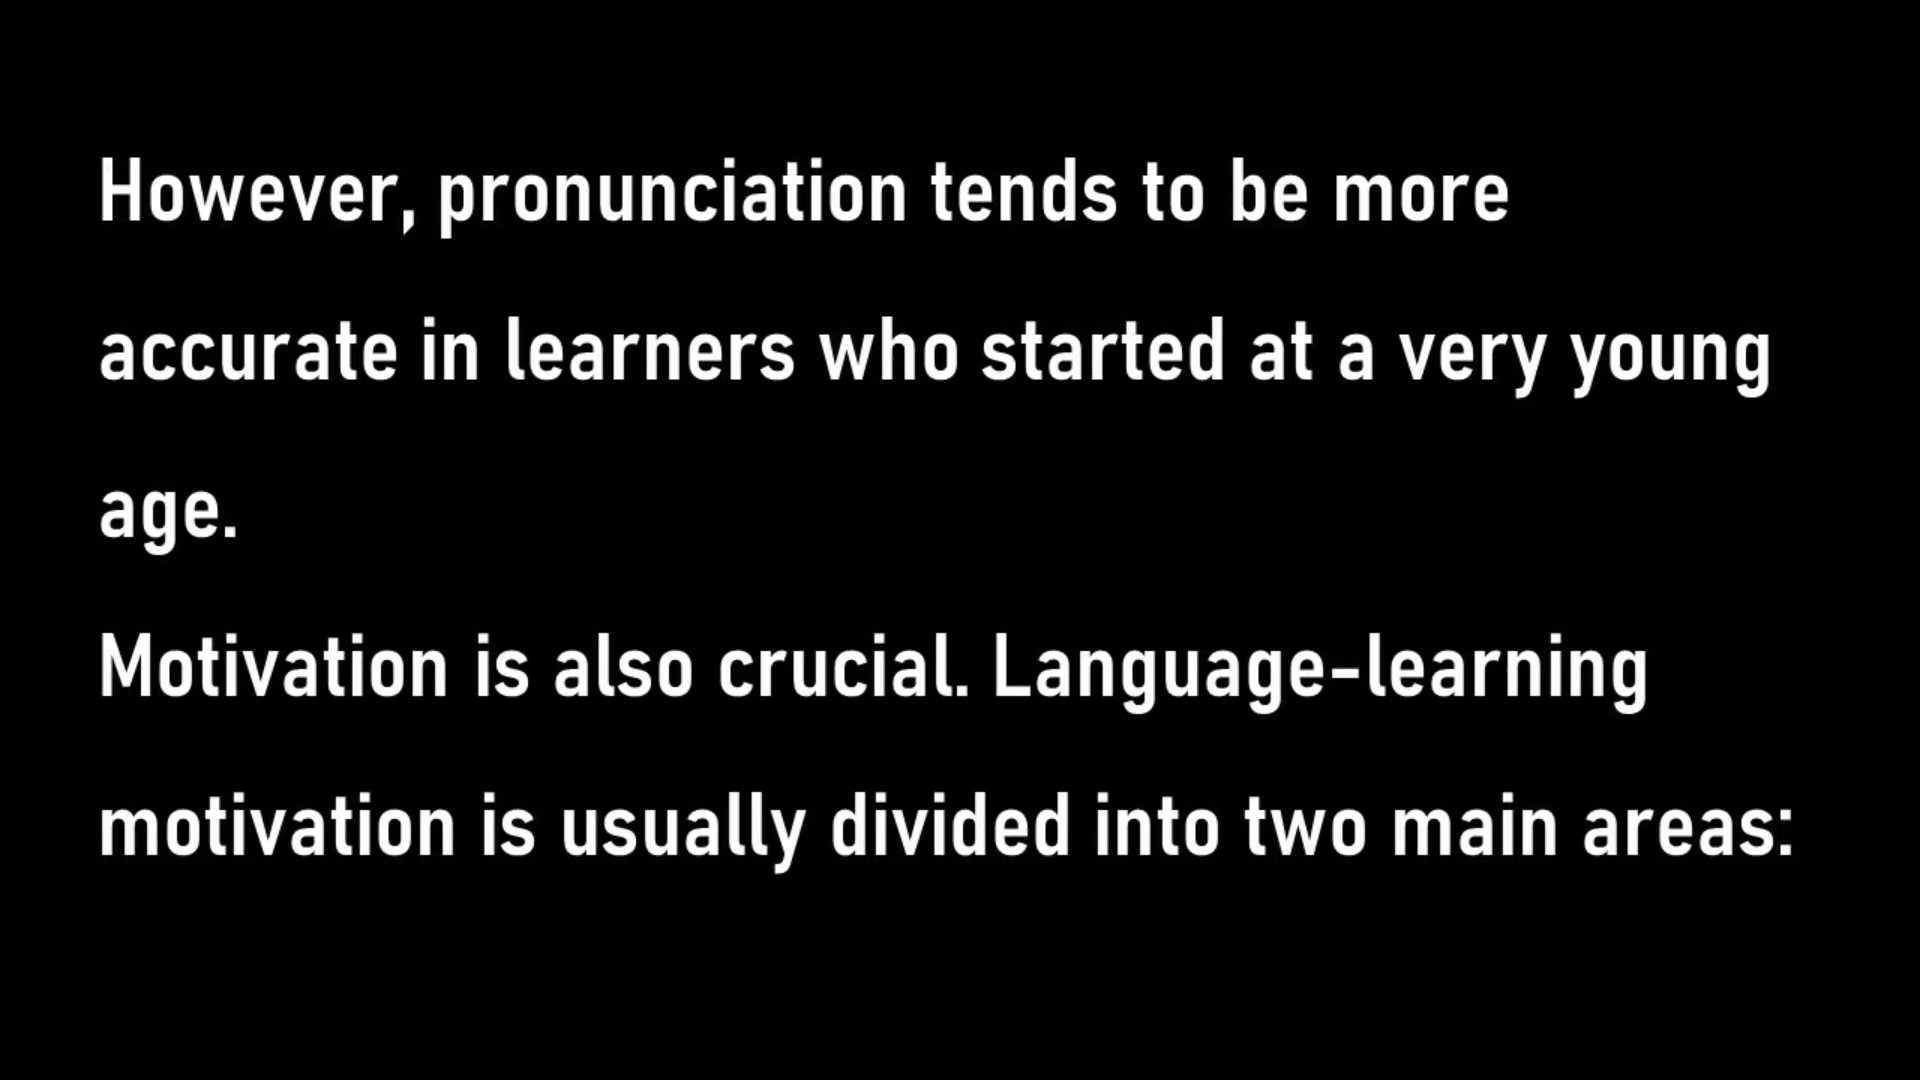 However, pronunciation tends to be more
accurate in learners who started at a very young
age.
Motivation is also crucial. Language-learning
motivation is usually divided into two main areas: